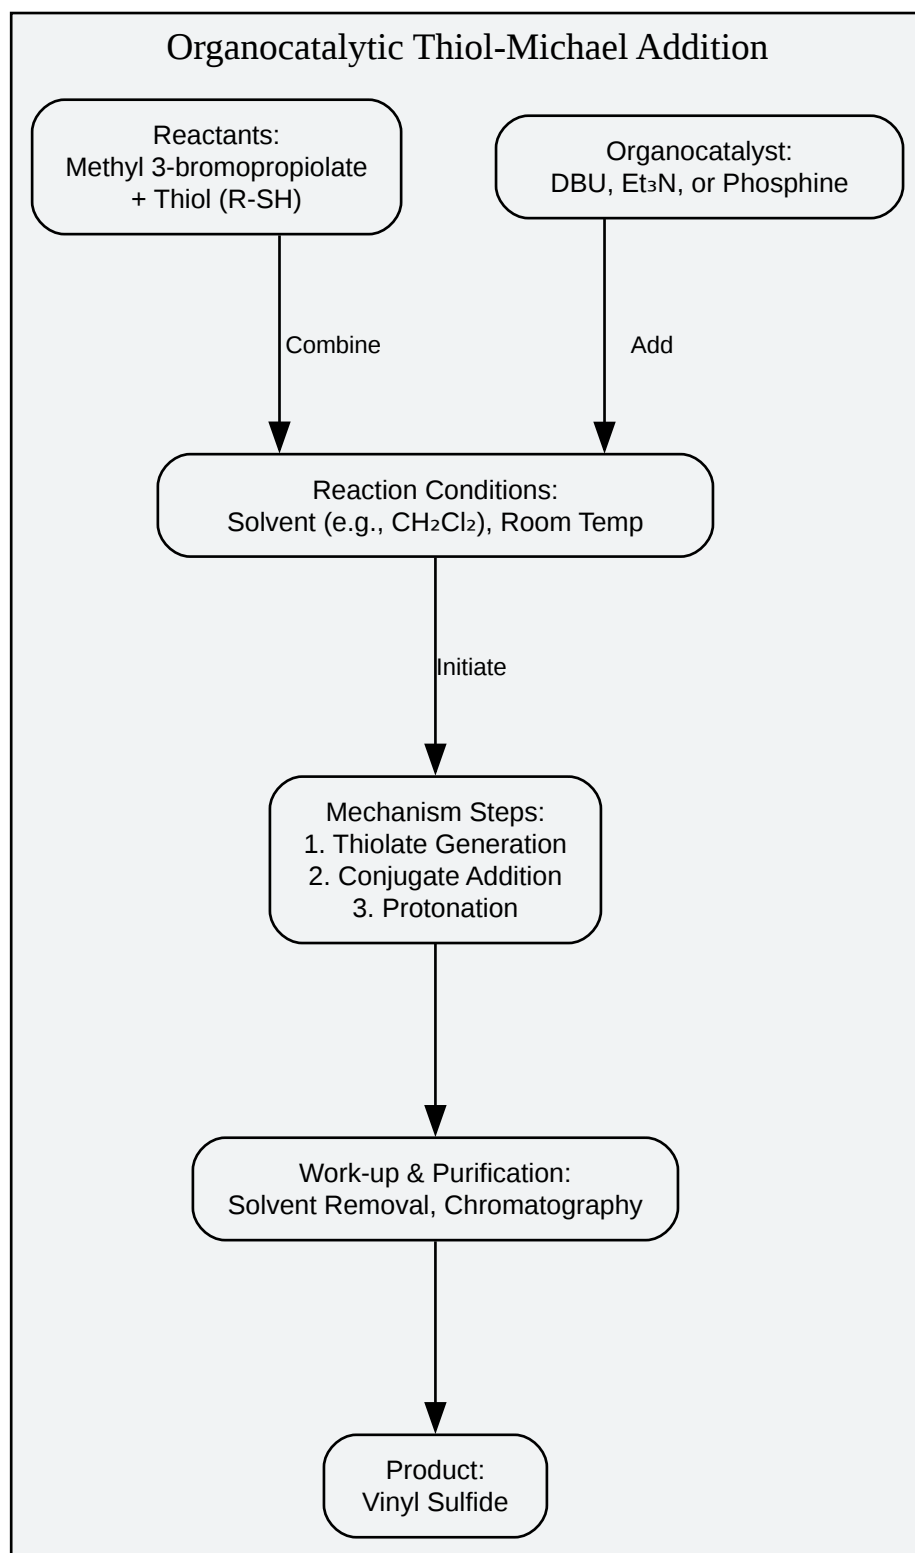 Organocatalytic Thiol-Michael Addition
Reactants:
Methyl 3-bromopropiolate
+ Thiol (R-SH)
Organocatalyst:
DBU, Et₃N, or Phosphine
Combine
Add
Reaction Conditions:
Solvent (e.g., CH₂Cl₂), Room Temp
Initiate
Mechanism Steps:
1. Thiolate Generation
2. Conjugate Addition
3. Protonation
Work-up & Purification:
Solvent Removal, Chromatography
Product:
Vinyl Sulfide